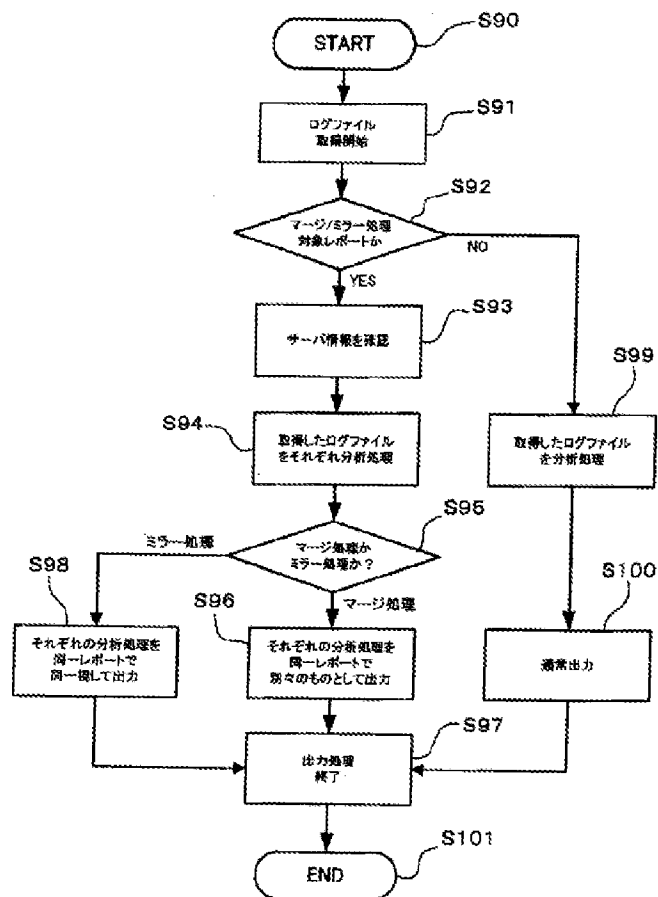 S90
START
S91
ログファイル
取得開始
S92
マージ/ミラー処理
対象レポートか
NO
YES
S93
サーバ情報を確認
S99
S94
取得したログファイル
をそれぞれ分析処理
取得したログファイル
を分析処理
S95
マージ処理か
ミラー処理か?
ミラー処理
S98
S96
マージ処理
S100
それぞれの分析処理を
同一レポートで
同一視して出力
それぞれの分析処理を
同一レポートで
別々のものとして出力
通常出力
S97
出力処理
終了
S101
END